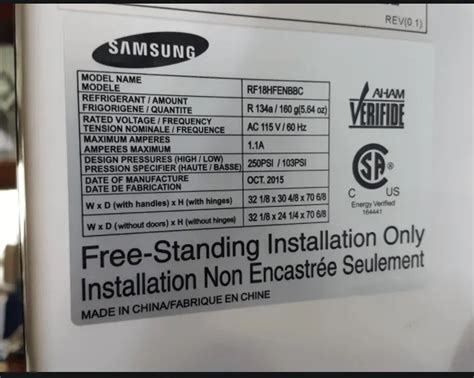 REV(0.1)
SAMSUNG
MODEL NAME
MODELE
RF18HFENBBC
REFRIGERANT / AMOUNT
FRIGORIGENE / QUANTITE
R 134a / 160 g(5.64 oz)
RATED VOLTAGE / FREQUENCY
TENSION NOMINALE / FREQUENCE
AC 115 V / 60 Hz
MAXIMUM AMPERES
AMPERES MAXIMUM
1.1A
DESIGN PRESSURES (HIGH / LOW)
PRESSION SPECIFIER (HAUTE / BASSE)
250PSI / 103PSI
DATE OF MANUFACTURE
DATE DE FABRICATION
OCT. 2015
W x D (with handles) x H (with hinges)
32 1/8 x 30 4/8 x 70 6/8
W x D (without doors) x H (without hinges)
32 1/8 x 24 1/4 x 70 6/8
AHAM
VERIFIDE
SA
C US
Energy Verified
164441
Free-Standing Installation Only
Installation Non Encastrée Seulement
MADE IN CHINA/FABRIQUE EN CHINE